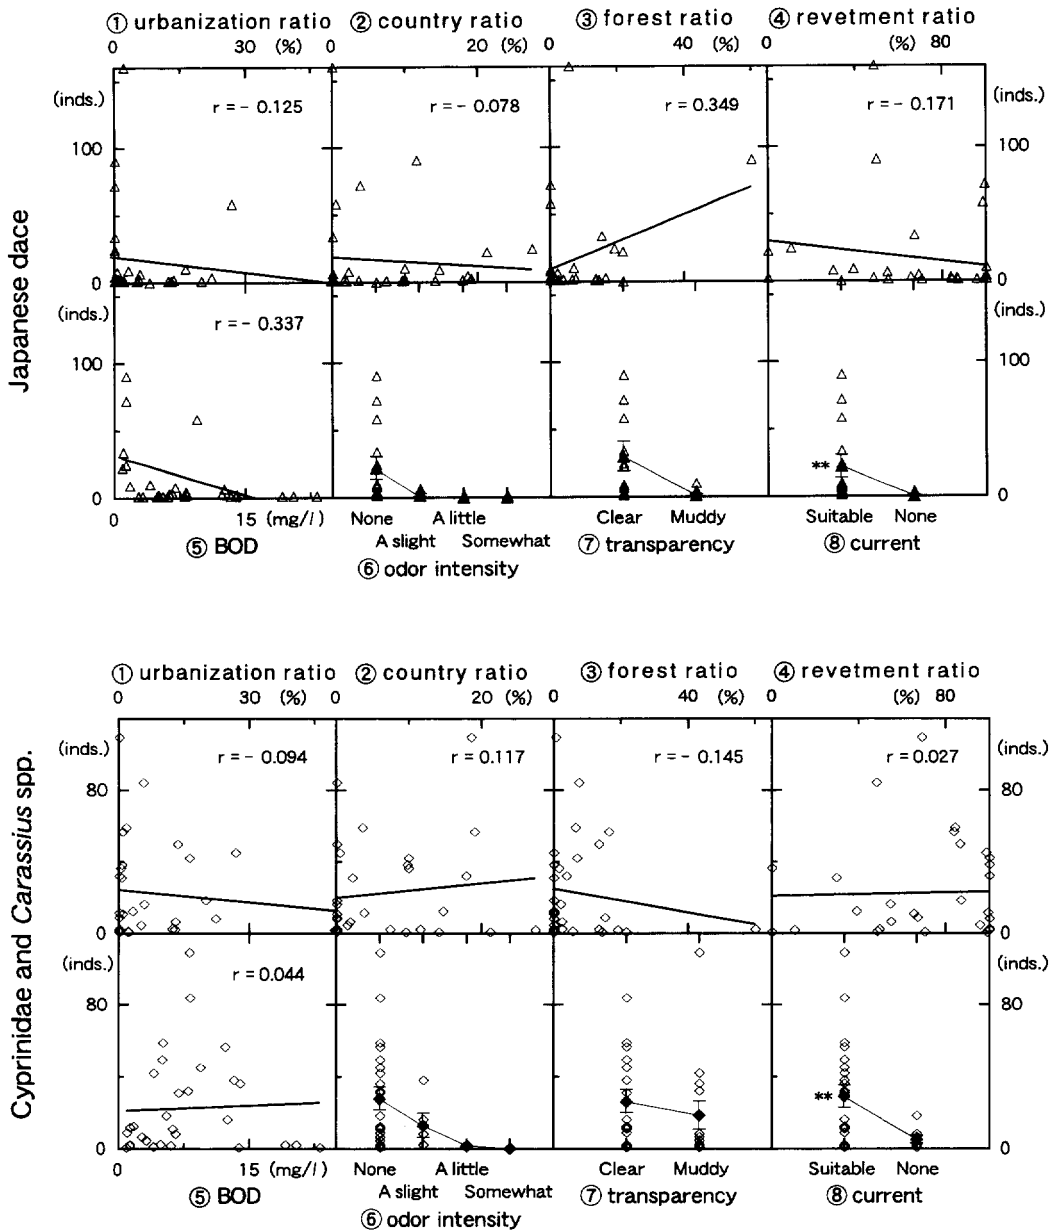 ① urbanization ratio ② country ratio ③ forest ratio ④ revetment ratio
0 30 (%) 0 20 (%) 0 40 (%) 0 (%) 80
(inds.) r = - 0.125 r = - 0.078 r = 0.349 r = - 0.171 (inds.)
100 100
0 0
Japanese dace
(inds.) r = - 0.337 (inds.)
100 100
0 0
0 15 (mg/l) None A little Clear Muddy Suitable None
⑤ BOD A slight Somewhat ⑦ transparency ⑧ current
⑥ odor intensity
** 
① urbanization ratio ② country ratio ③ forest ratio ④ revetment ratio
0 30 (%) 0 20 (%) 0 40 (%) 0 (%) 80
(inds.) r = - 0.094 r = 0.117 r = - 0.145 r = 0.027 (inds.)
80 80
0 0
Cyprinidae and Carassius spp.
(inds.) r = 0.044 (inds.)
80 80
**
0 0
0 15 (mg/l) None A little Clear Muddy Suitable None
⑤ BOD A slight Somewhat ⑦ transparency ⑧ current
⑥ odor intensity